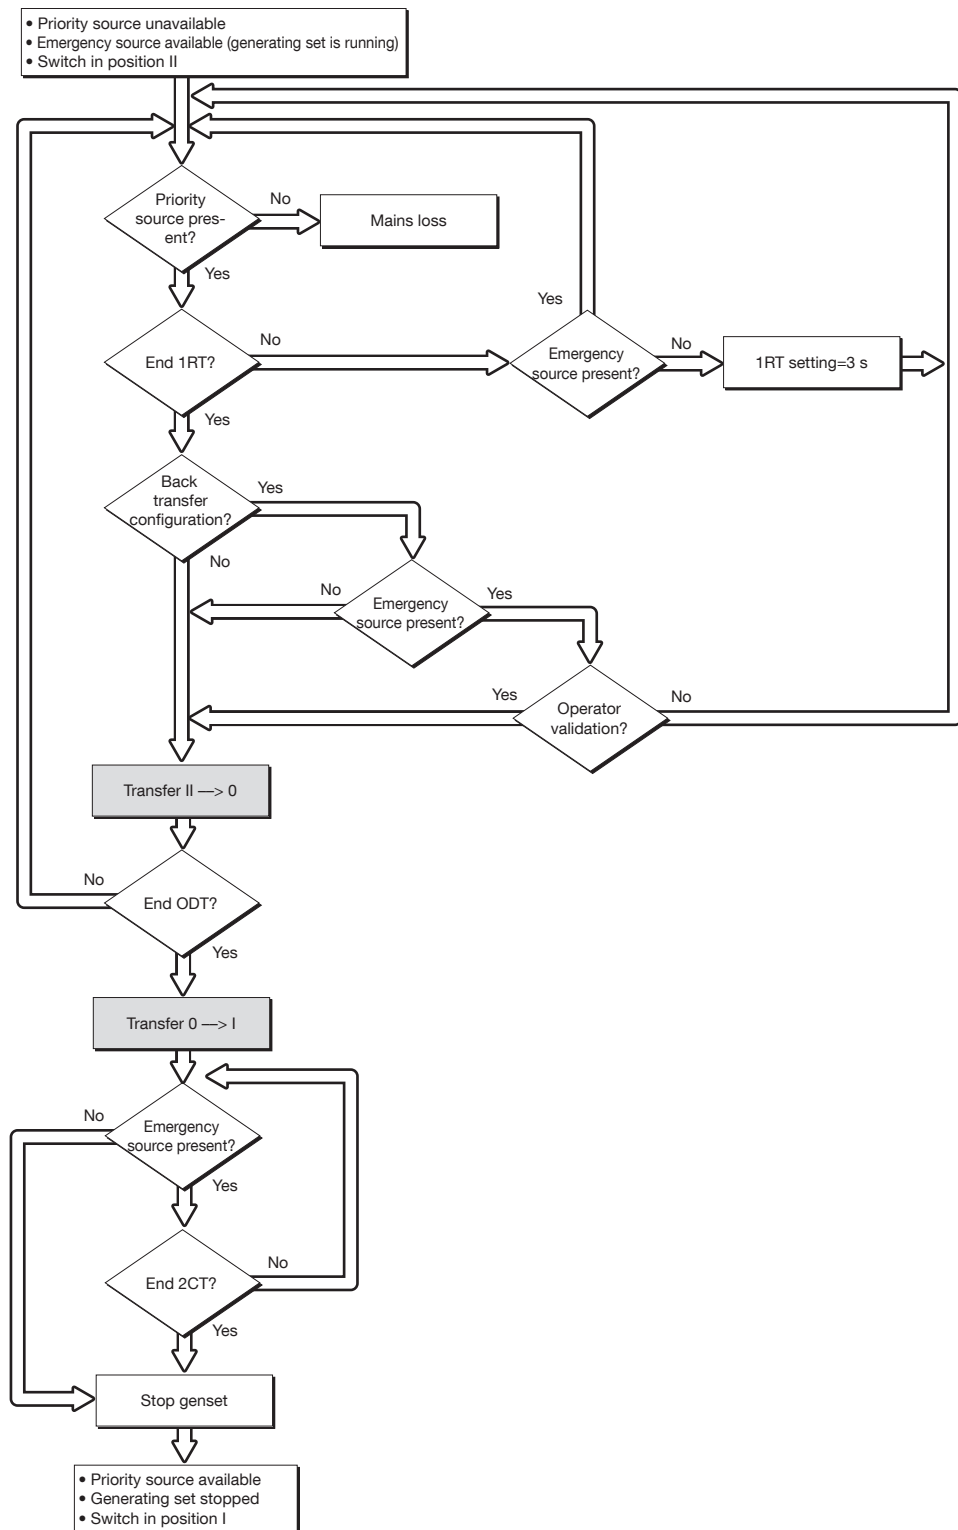 • Priority source unavailable
• Emergency source available (generating set is running)
• Switch in position II
Priority
source pres-
ent?
No
Mains loss
Yes
End 1RT?
No
Yes
Emergency
source present?
No
1RT setting=3 s
Yes
Back
transfer
configuration?
Yes
No
Emergency
source present?
No
Yes
Operator
validation?
Yes
No
Transfer II —> 0
End ODT?
No
Yes
Transfer 0 —> I
Emergency
source present?
No
Yes
End 2CT?
No
Yes
Stop genset
• Priority source available
• Generating set stopped
• Switch in position I